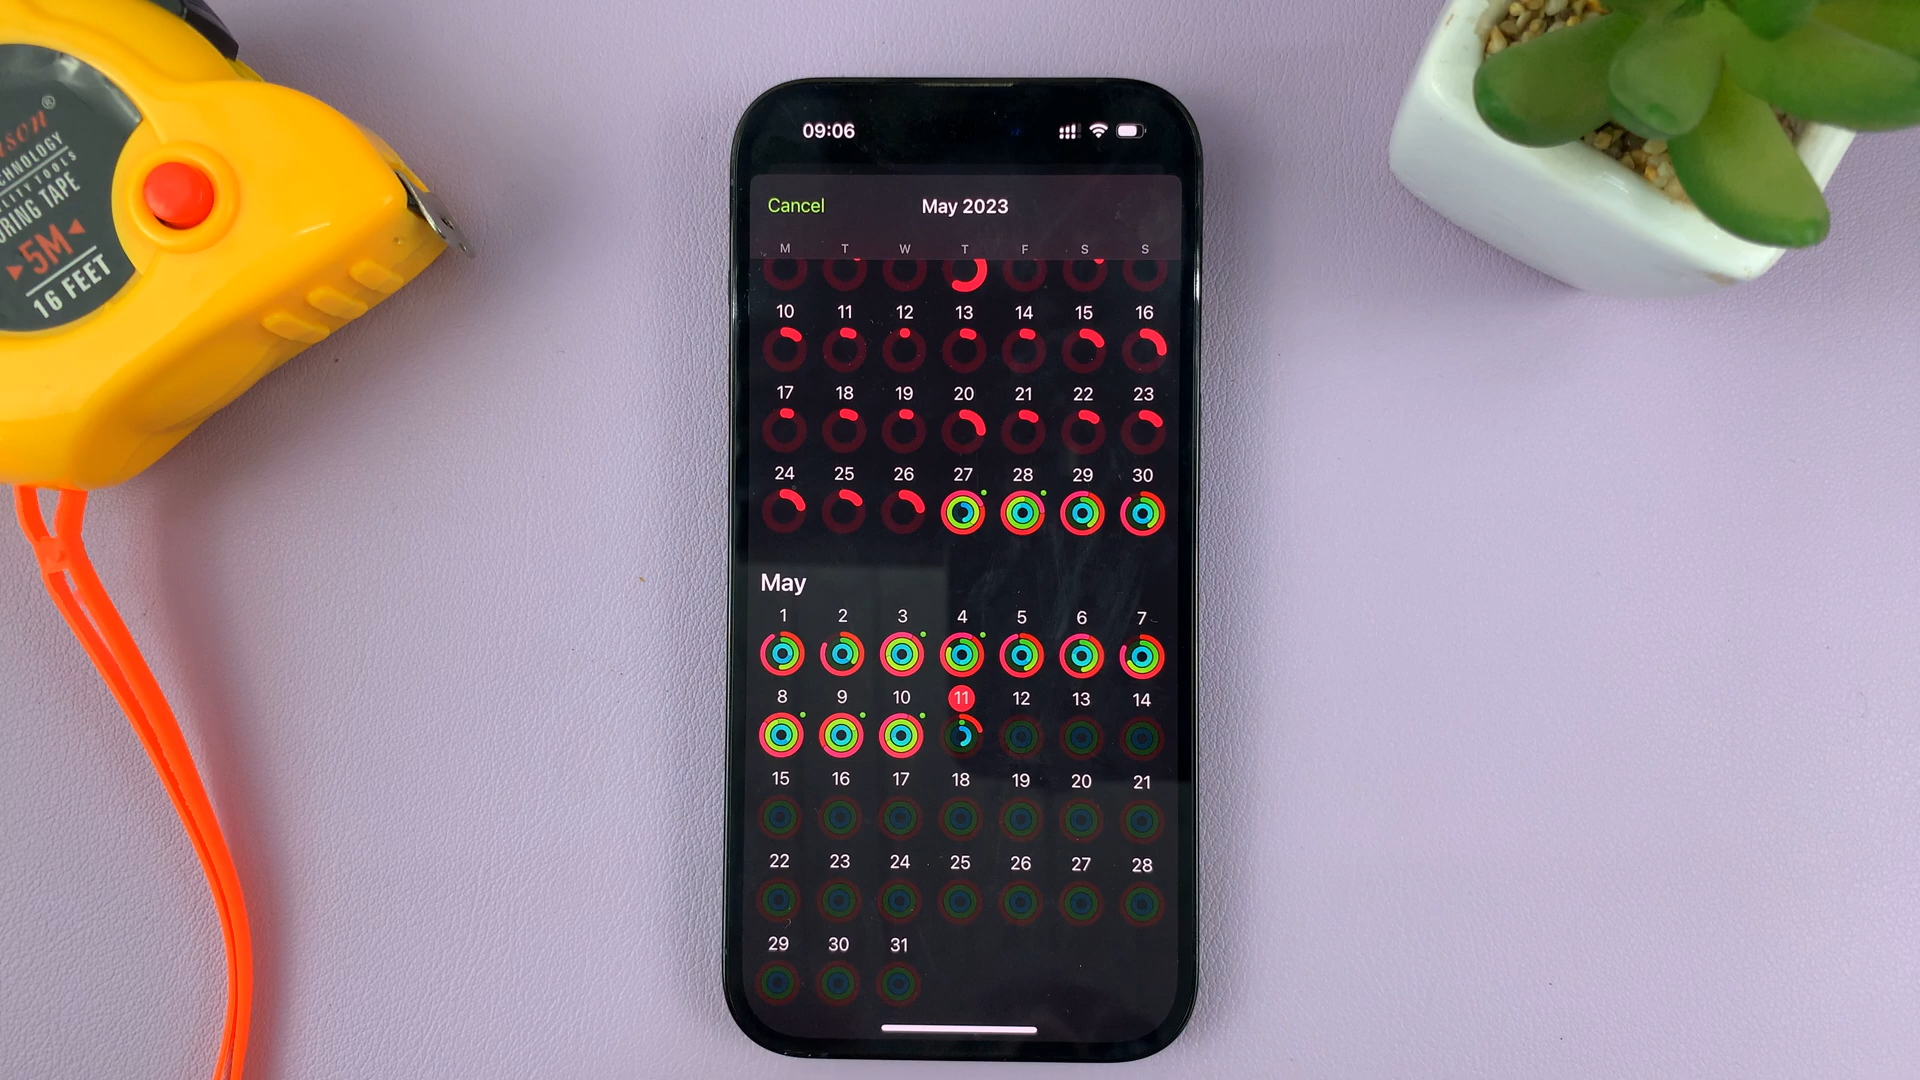 09:06
Cancel
May 2023
M T W T F S S
10 11 12 13 14 15 16
17 18 19 20 21 22 23
24 25 26 27 28 29 30
May
1 2 3 4 5 6 7
8 9 10 11 12 13 14
15 16 17 18 19 20 21
22 23 24 25 26 27 28
29 30 31
TAPE
5M
16 FEET